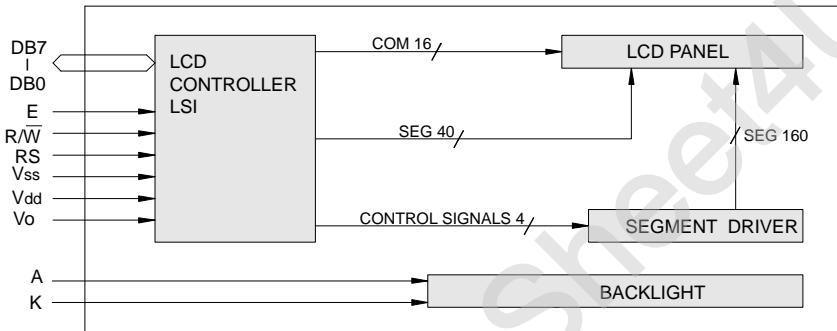 DB7
DB0
E
R/W̅
RS
Vss
Vdd
Vo
A
K
LCD
CONTROLLER
LSI
COM 16
SEG 40
CONTROL SIGNALS 4
LCD PANEL
SEG 160
SEGMENT DRIVER
BACKLIGHT